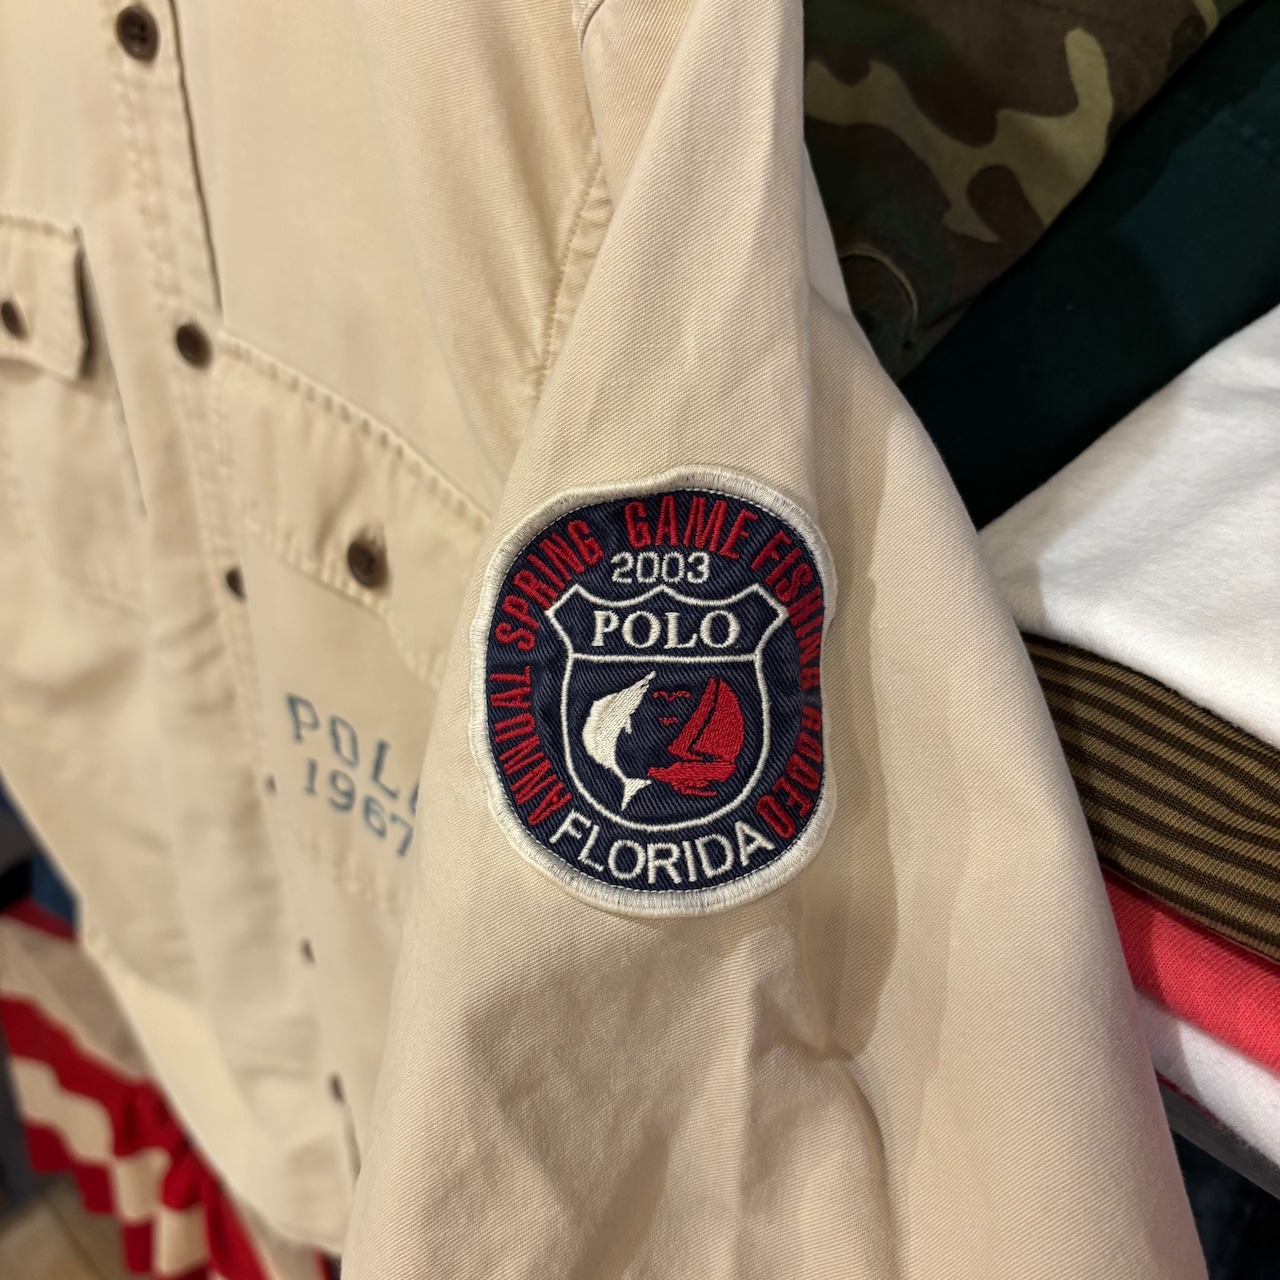 ANNUAL SPRING GAME FISHING RODEO
2003
POLO
FLORIDA
POLO
1967